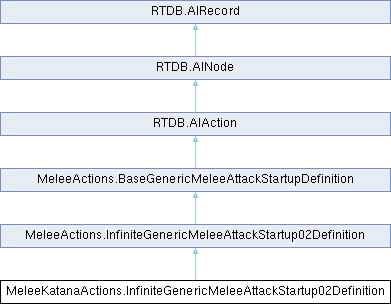 RTDB.AIRecord
RTDB.AINode
RTDB.AIAction
MeleeActions.BaseGenericMeleeAttackStartupDefinition
MeleeActions.InfiniteGenericMeleeAttackStartup02Definition
MeleeKatanaActions.InfiniteGenericMeleeAttackStartup02Definition